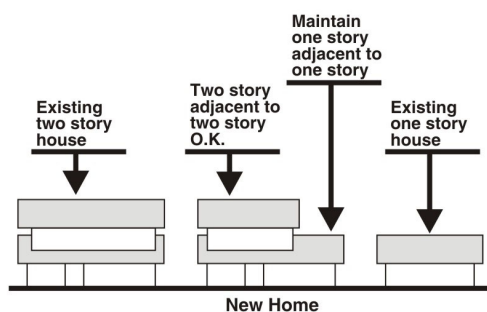 Existing
two story
house
Two story
adjacent to
two story
O.K.
Maintain
one story
adjacent to
one story
Existing
one story
house
New Home